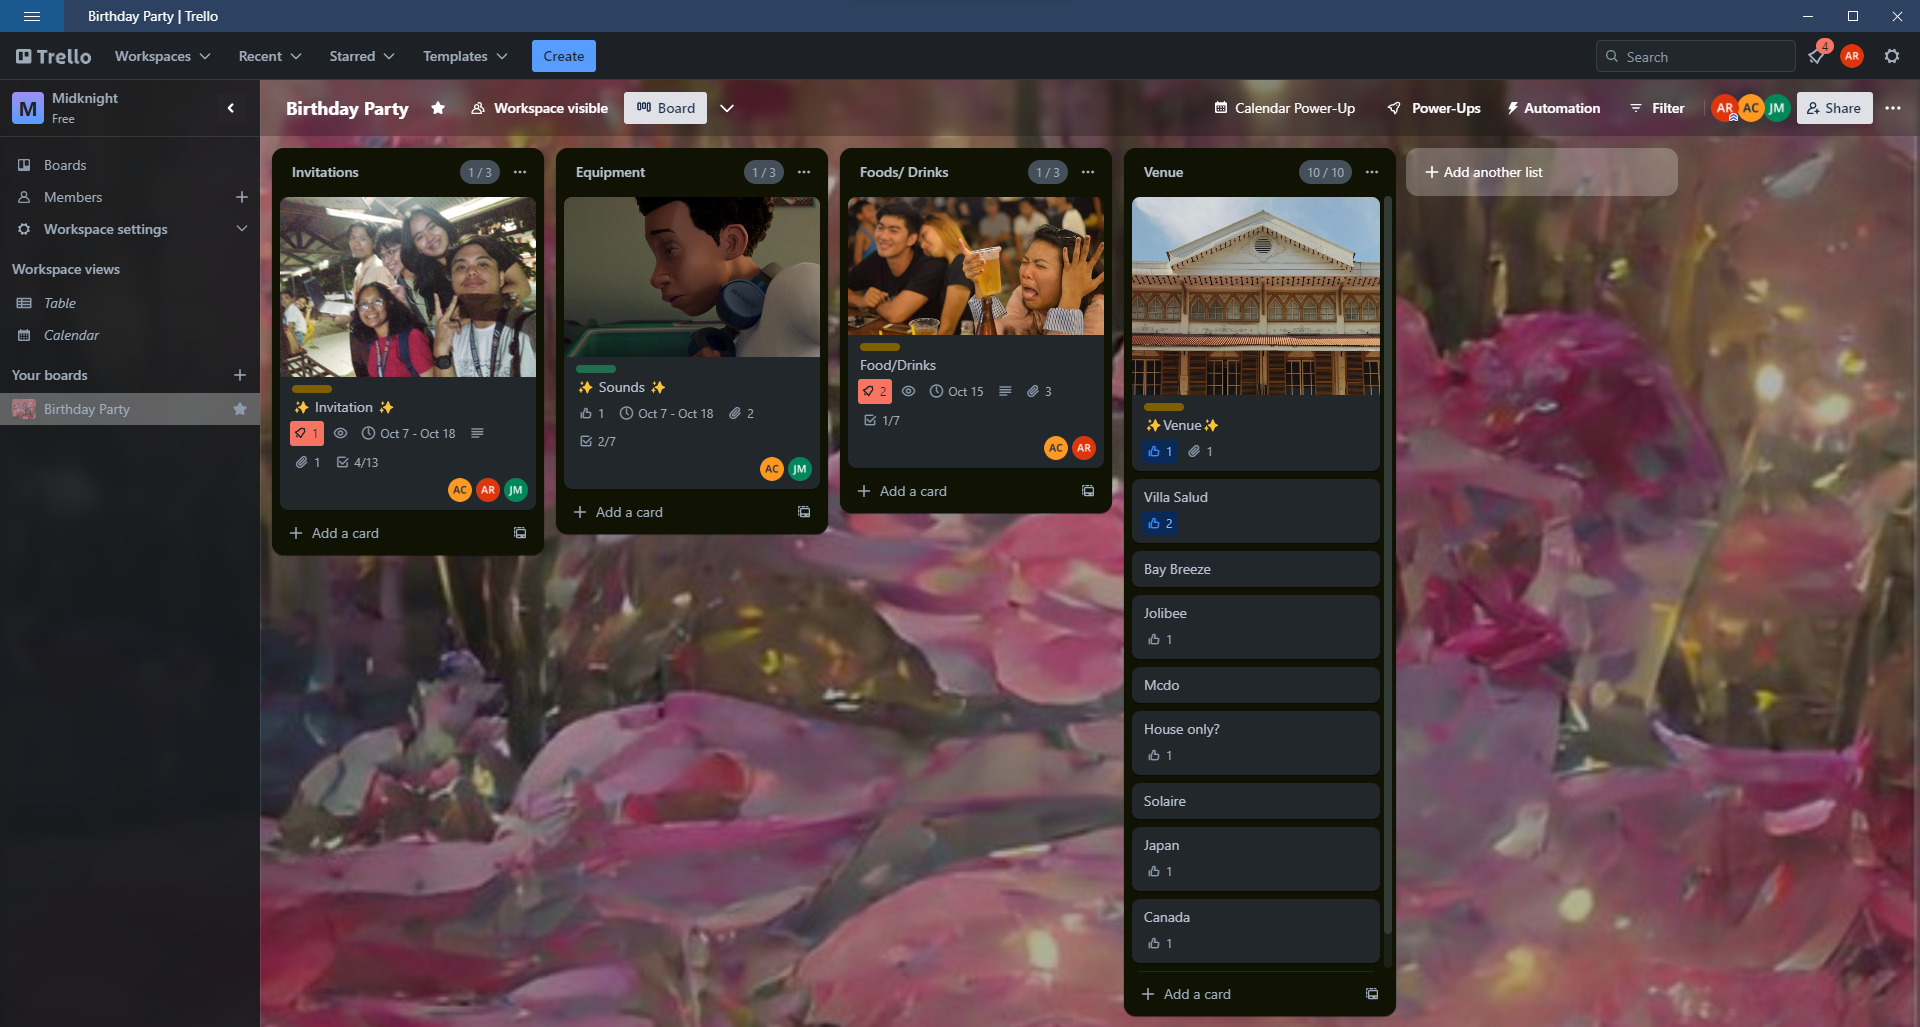 Birthday Party | Trello
Trello
Workspaces
Recent
Starred
Templates
Create
Search
4
AR
M
Midknight
Free
Boards
Members
Workspace settings
Workspace views
Table
Calendar
Your boards
Birthday Party
Birthday Party
Workspace visible
Board
Calendar Power-Up
Power-Ups
Automation
Filter
AR AC JM
Share
Invitations
1 / 3
✨ Invitation ✨
1 Oct 7 - Oct 18
1 4/13
AC AR JM
Add a card
Equipment
1 / 3
✨ Sounds ✨
1 Oct 7 - Oct 18 2
2/7
AC JM
Add a card
Foods/ Drinks
1 / 3
Food/Drinks
2 Oct 15 3
1/7
AC AR
Add a card
Venue
10 / 10
✨Venue✨
1 1
Villa Salud
2
Bay Breeze
Jolibee
1
Mcdo
House only?
1
Solaire
Japan
1
Canada
1
Add a card
Add another list